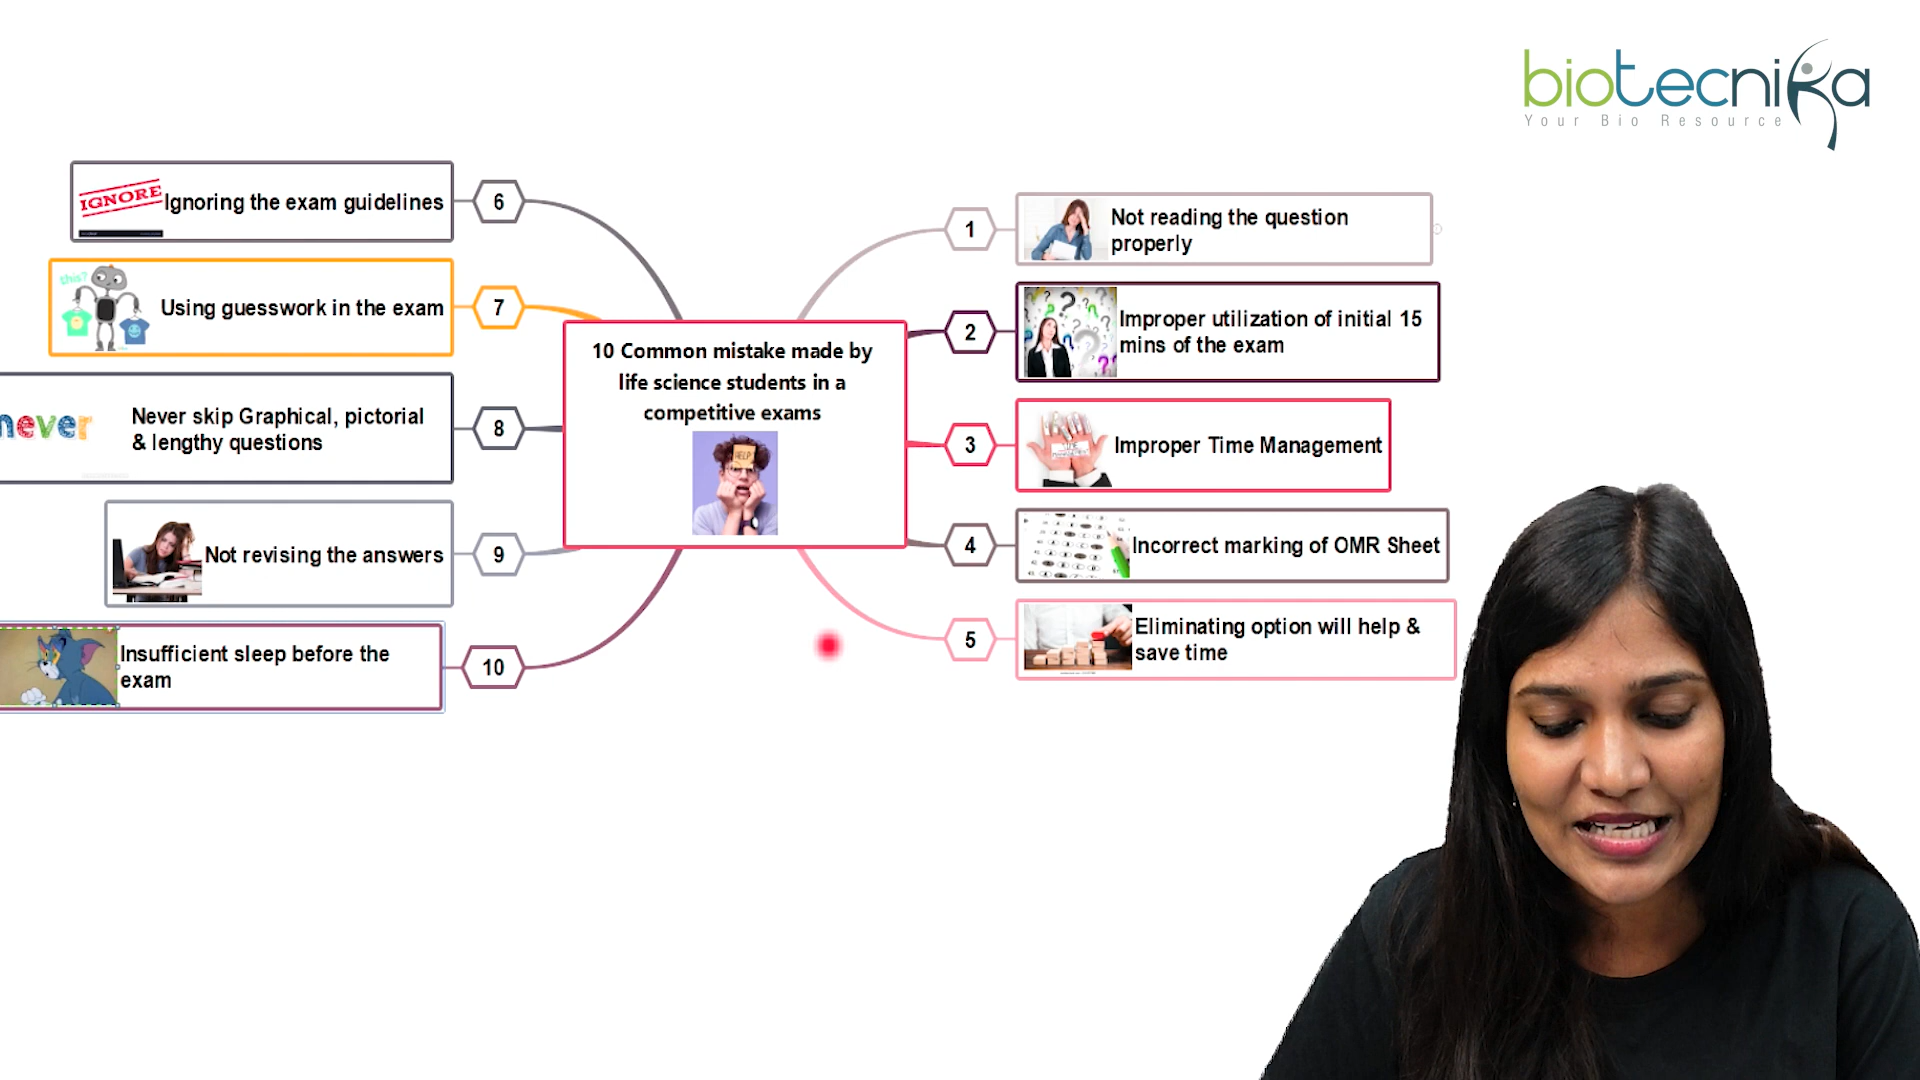 biotecnika
Your Bio Resource
10 Common mistake made by
life science students in a
competitive exams
HELP!
1
Not reading the question
properly
2
Improper utilization of initial 15
mins of the exam
3
Improper Time Management
4
Incorrect marking of OMR Sheet
5
Eliminating option will help &
save time
6
IGNORE
Ignoring the exam guidelines
7
this?
Using guesswork in the exam
8
never
Never skip Graphical, pictorial
& lengthy questions
9
Not revising the answers
10
Insufficient sleep before the
exam